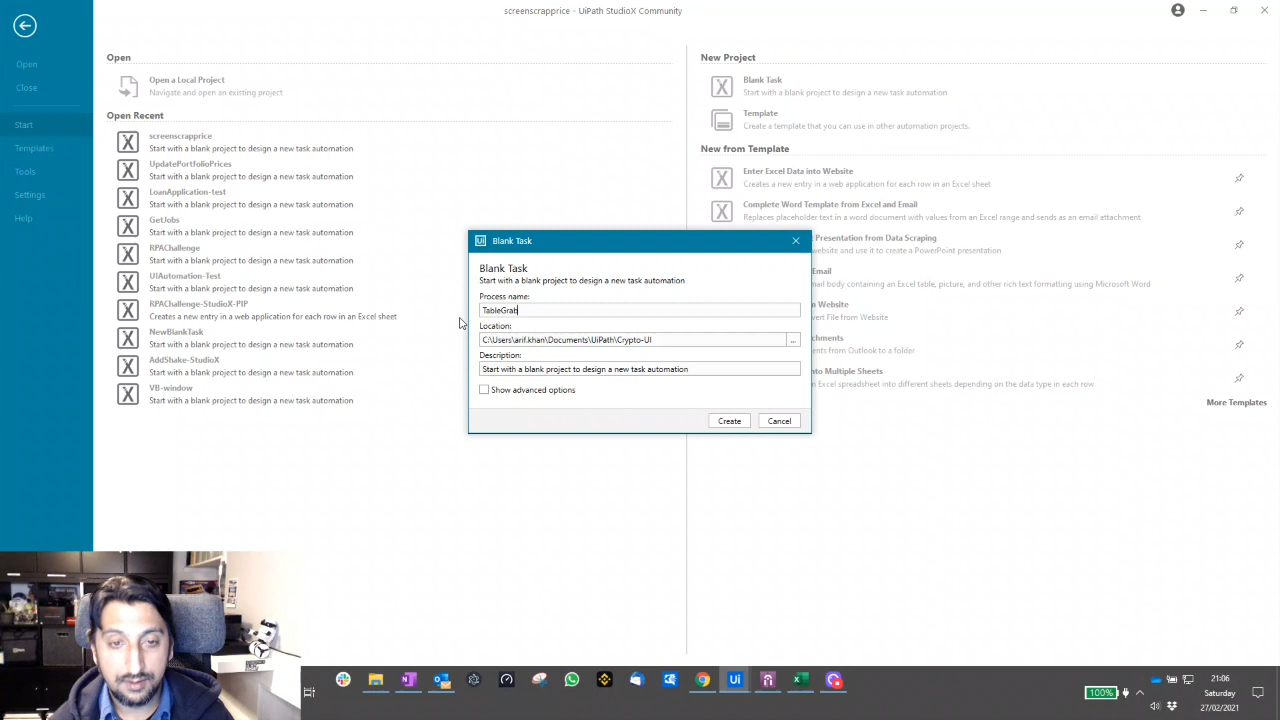 screenscrapprice - UiPath StudioX Community
Open
Close
Start
Templates
Tools
Settings
Help
Open
Open a Local Project
Navigate and open an existing project
Open Recent
screenscrapprice
Start with a blank project to design a new task automation
UpdatePortfolioPrices
Start with a blank project to design a new task automation
LoanApplication-test
Start with a blank project to design a new task automation
GetJobs
Start with a blank project to design a new task automation
RPAChallenge
Start with a blank project to design a new task automation
UIAutomation-Test
Start with a blank project to design a new task automation
RPAChallenge-StudioX-PIP
Creates a new entry in a web application for each row in an Excel sheet
NewBlankTask
Start with a blank project to design a new task automation
AddShake-StudioX
Start with a blank project to design a new task automation
VB-window
Start with a blank project to design a new task automation
New Project
Blank Task
Start with a blank project to design a new task automation
Template
Create a template that you can use in other automation projects.
New from Template
Enter Excel Data into Website
Creates a new entry in a web application for each row in an Excel sheet
Complete Word Template from Excel and Email
Replaces placeholder text in a word document with values from an Excel range and sends as an email attachment
Presentation from Data Scraping
website and use it to create a PowerPoint presentation
Email
mail body containing an Excel table, picture, and other rich text formatting using Microsoft Word
n Website
vert File from Website
chments
ents from Outlook to a folder
nto Multiple Sheets
n Excel spreadsheet into different sheets depending on the data type in each row
More Templates
Ui Blank Task
Blank Task
Start with a blank project to design a new task automation
Process name:
TableGrab
Location:
C:\Users\arif.khan\Documents\UiPath\Crypto-UI
...
Description:
Start with a blank project to design a new task automation
Show advanced options
Create
Cancel
100%
21:06
Saturday
27/02/2021